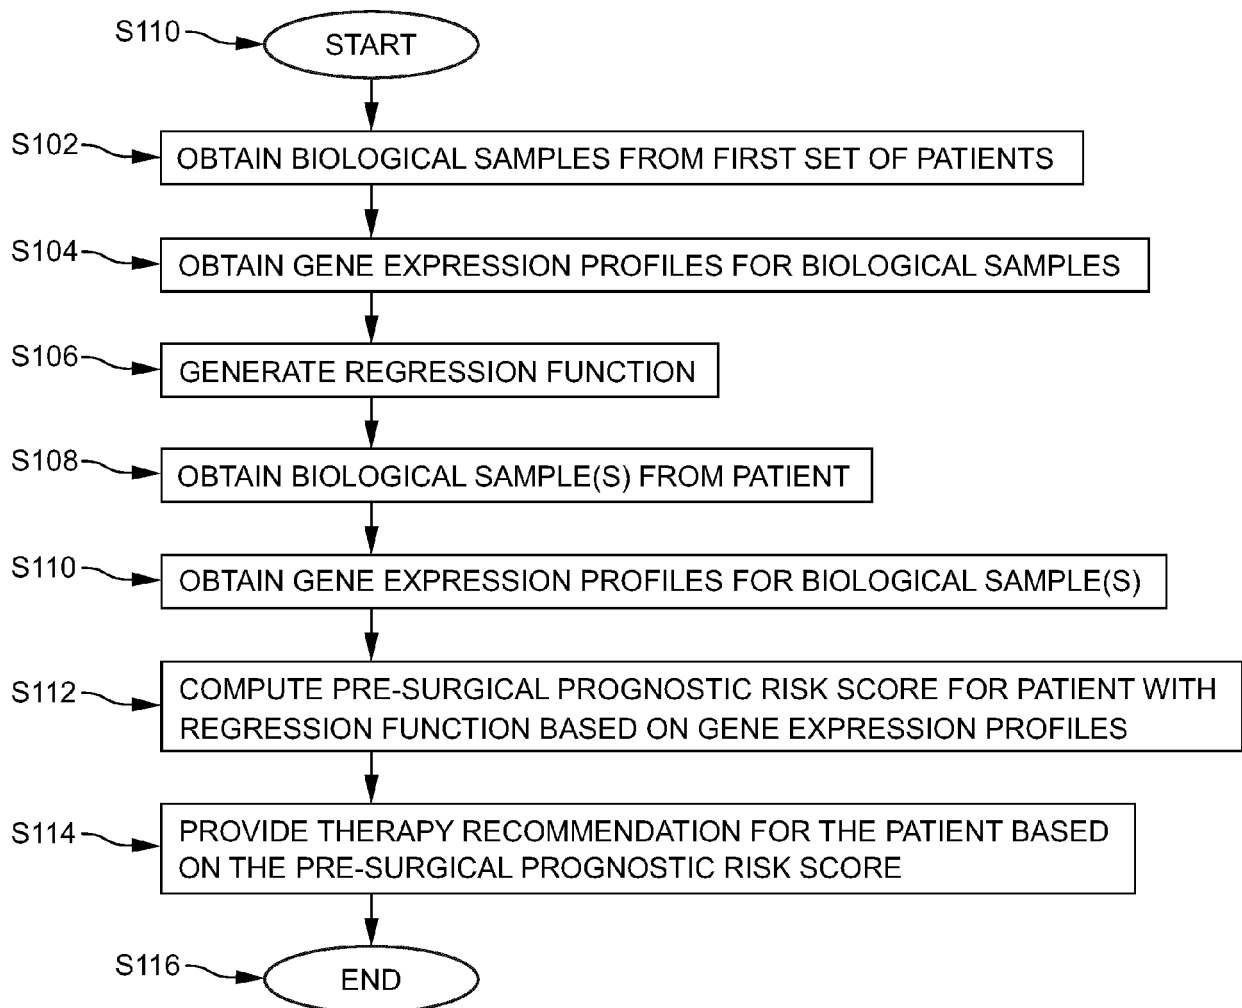 S110
START
S102
OBTAIN BIOLOGICAL SAMPLES FROM FIRST SET OF PATIENTS
S104
OBTAIN GENE EXPRESSION PROFILES FOR BIOLOGICAL SAMPLES
S106
GENERATE REGRESSION FUNCTION
S108
OBTAIN BIOLOGICAL SAMPLE(S) FROM PATIENT
S110
OBTAIN GENE EXPRESSION PROFILES FOR BIOLOGICAL SAMPLE(S)
S112
COMPUTE PRE-SURGICAL PROGNOSTIC RISK SCORE FOR PATIENT WITH
REGRESSION FUNCTION BASED ON GENE EXPRESSION PROFILES
S114
PROVIDE THERAPY RECOMMENDATION FOR THE PATIENT BASED
ON THE PRE-SURGICAL PROGNOSTIC RISK SCORE
S116
END